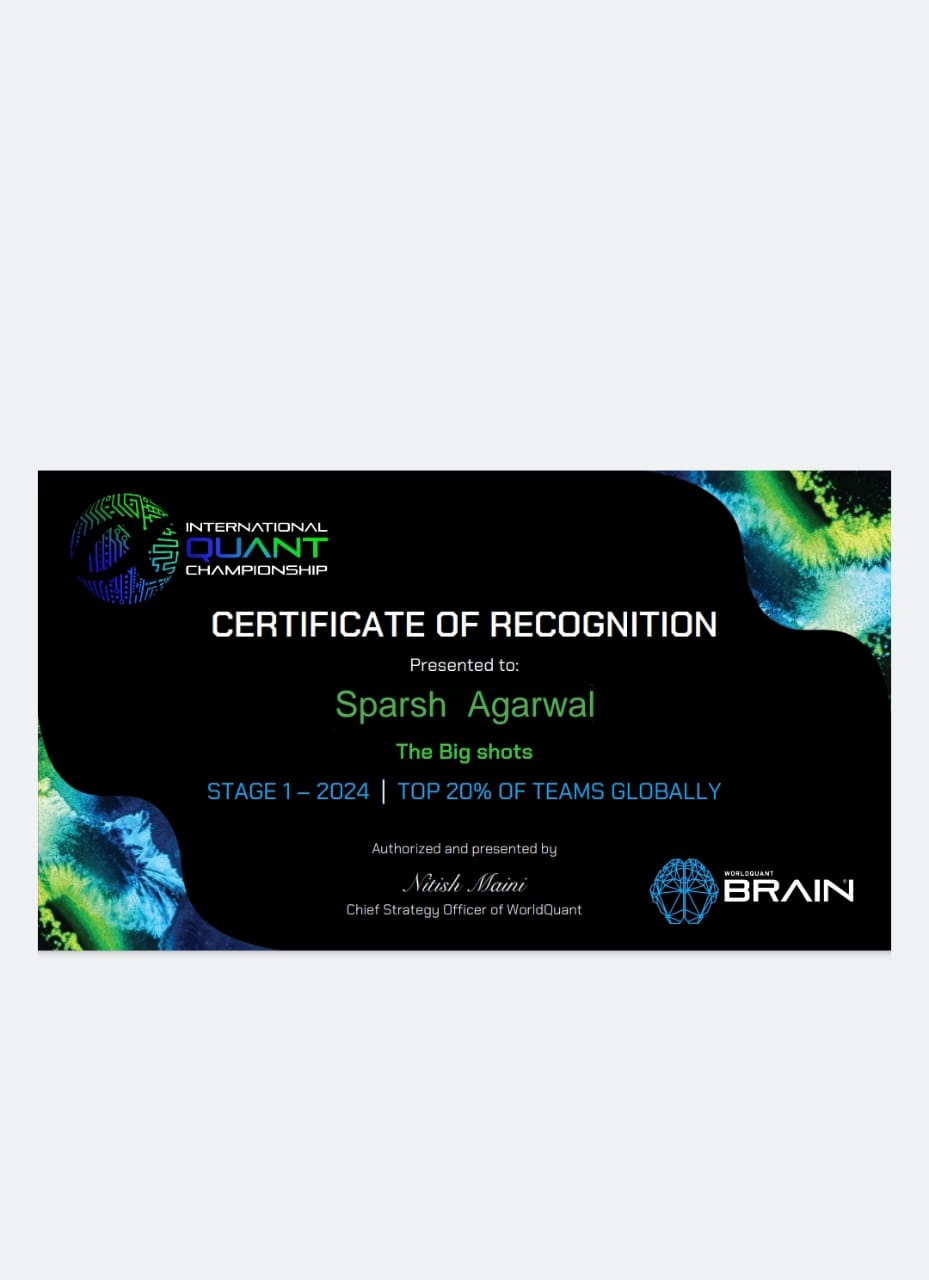 INTERNATIONAL
QUANT
CHAMPIONSHIP
CERTIFICATE OF RECOGNITION
Presented to:
Sparsh Agarwal
The Big shots
STAGE 1 – 2024 | TOP 20% OF TEAMS GLOBALLY
Authorized and presented by
Nitish Maini
Chief Strategy Officer of WorldQuant
WORLDQUANT
BRAIN